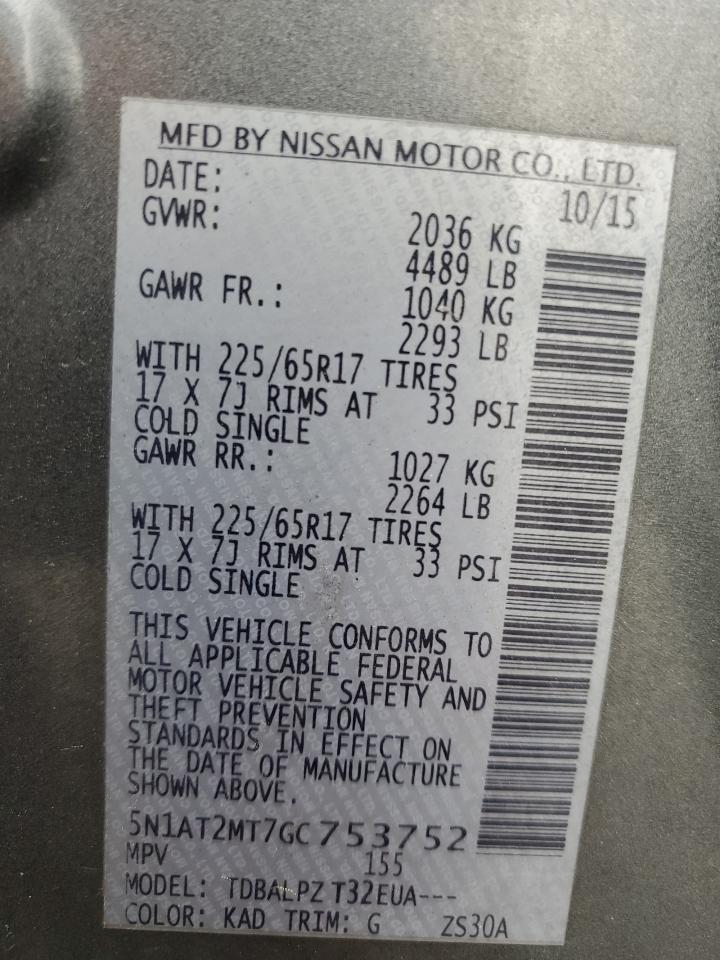 MFD BY NISSAN MOTOR CO., LTD.
DATE: 10/15
GVWR: 2036 KG
4489 LB
GAWR FR.: 1040 KG
2293 LB
WITH 225/65R17 TIRES
17 X 7J RIMS AT 33 PSI
COLD SINGLE
GAWR RR.: 1027 KG
2264 LB
WITH 225/65R17 TIRES
17 X 7J RIMS AT 33 PSI
COLD SINGLE
THIS VEHICLE CONFORMS TO
ALL APPLICABLE FEDERAL
MOTOR VEHICLE SAFETY AND
THEFT PREVENTION
STANDARDS IN EFFECT ON
THE DATE OF MANUFACTURE
SHOWN ABOVE.
5N1AT2MT7GC753752
MPV 155
MODEL: TDBALPZ T32EUA---
COLOR: KAD TRIM: G ZS30A